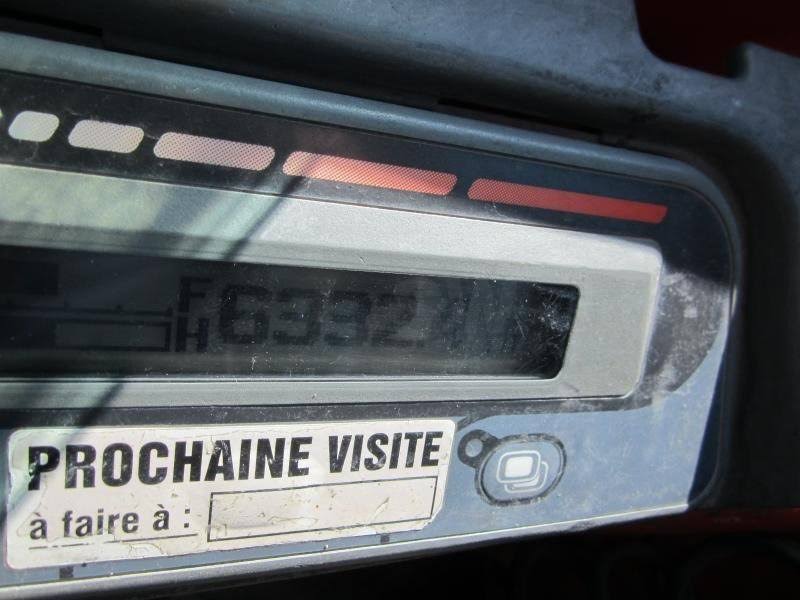 F
H 6332
PROCHAINE VISITE
à faire à :